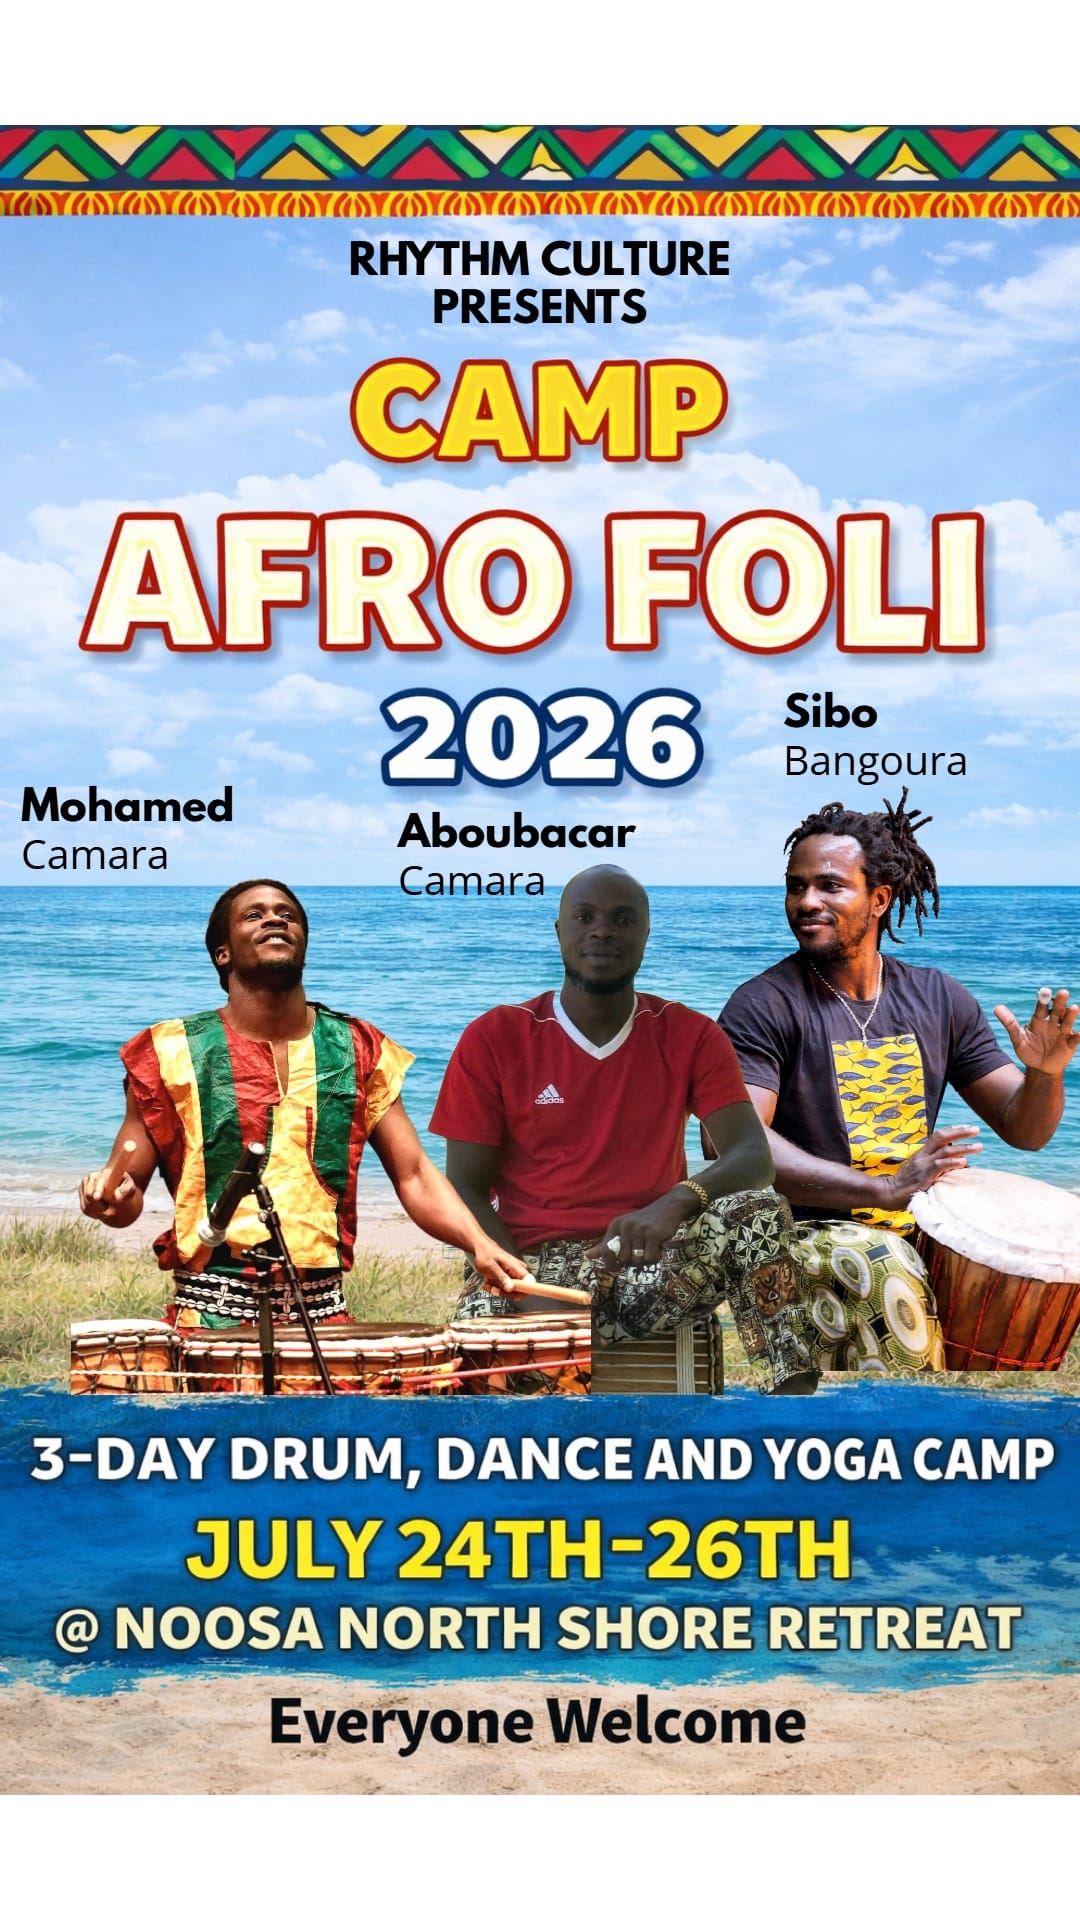 RHYTHM CULTURE
PRESENTS
CAMP
AFRO FOLI
2026
Sibo
Bangoura
Mohamed
Camara
Aboubacar
Camara
adidas
3-DAY DRUM, DANCE AND YOGA CAMP
JULY 24TH-26TH
@ NOOSA NORTH SHORE RETREAT
Everyone Welcome